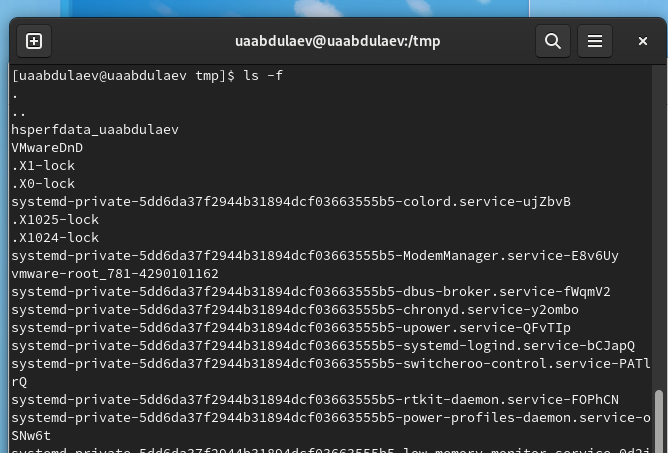 uaabdulaev@uaabdulaev:/tmp
[uaabdulaev@uaabdulaev tmp]$ ls -f
.
..
hsperfdata_uaabdulaev
VMwareDnD
.X1-lock
.X0-lock
systemd-private-5dd6da37f2944b31894dcf03663555b5-colord.service-ujZbvB
.X1025-lock
.X1024-lock
systemd-private-5dd6da37f2944b31894dcf03663555b5-ModemManager.service-E8v6Uy
vmware-root_781-4290101162
systemd-private-5dd6da37f2944b31894dcf03663555b5-dbus-broker.service-fWqmV2
systemd-private-5dd6da37f2944b31894dcf03663555b5-chronyd.service-y2ombo
systemd-private-5dd6da37f2944b31894dcf03663555b5-upower.service-QFvTIp
systemd-private-5dd6da37f2944b31894dcf03663555b5-systemd-logind.service-bCJapQ
systemd-private-5dd6da37f2944b31894dcf03663555b5-switcheroo-control.service-PATl
rQ
systemd-private-5dd6da37f2944b31894dcf03663555b5-rtkit-daemon.service-FOPhCN
systemd-private-5dd6da37f2944b31894dcf03663555b5-power-profiles-daemon.service-o
SNw6t